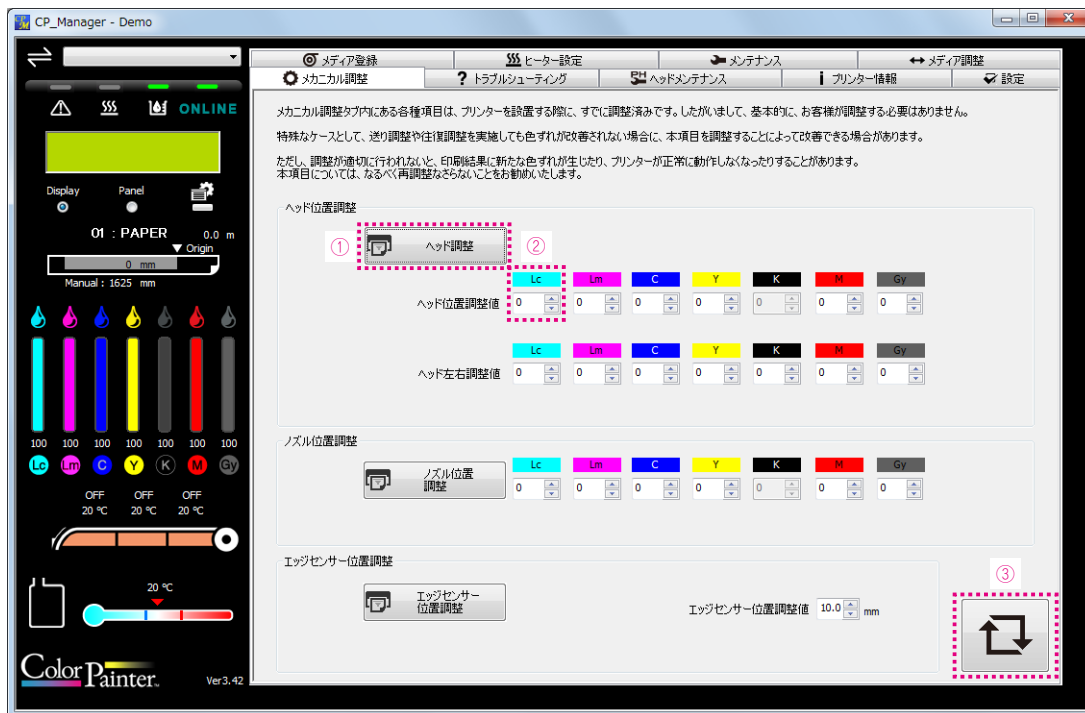 CP_Manager - Demo
ONLINE
Display
Panel
01 : PAPER
0.0 m
Origin
0 mm
Manual : 1625 mm
100 100 100 100 100 100 100
Lc Lm C Y K M Gy
OFF OFF OFF
20 ℃ 20 ℃ 20 ℃
20 ℃
ColorPainter™
Ver3.42
メディア登録
ヒーター設定
メンテナンス
メディア調整
メカニカル調整
? トラブルシューティング
SH ヘッドメンテナンス
i プリンター情報
設定
メカニカル調整タブ内にある各種項目は、プリンターを設置する際に、すでに調整済みです。したがいまして、基本的に、お客様が調整する必要はありません。
特殊なケースとして、送り調整や往復調整を実施しても色ずれが改善されない場合に、本項目を調整することによって改善できる場合があります。
ただし、調整が適切に行われないと、印刷結果に新たな色ずれが生じたり、プリンターが正常に動作しなくなったりすることがあります。
本項目については、なるべく再調整なさらないことをお勧めいたします。
ヘッド位置調整
① ヘッド調整 ②
Lc Lm C Y K M Gy
ヘッド位置調整値 0 0 0 0 0 0 0
Lc Lm C Y K M Gy
ヘッド左右調整値 0 0 0 0 0 0 0
ノズル位置調整
Lc Lm C Y K M Gy
ノズル位置
調整
0 0 0 0 0 0 0
エッジセンサー位置調整
エッジセンサー
位置調整
エッジセンサー位置調整値 10.0 mm
③